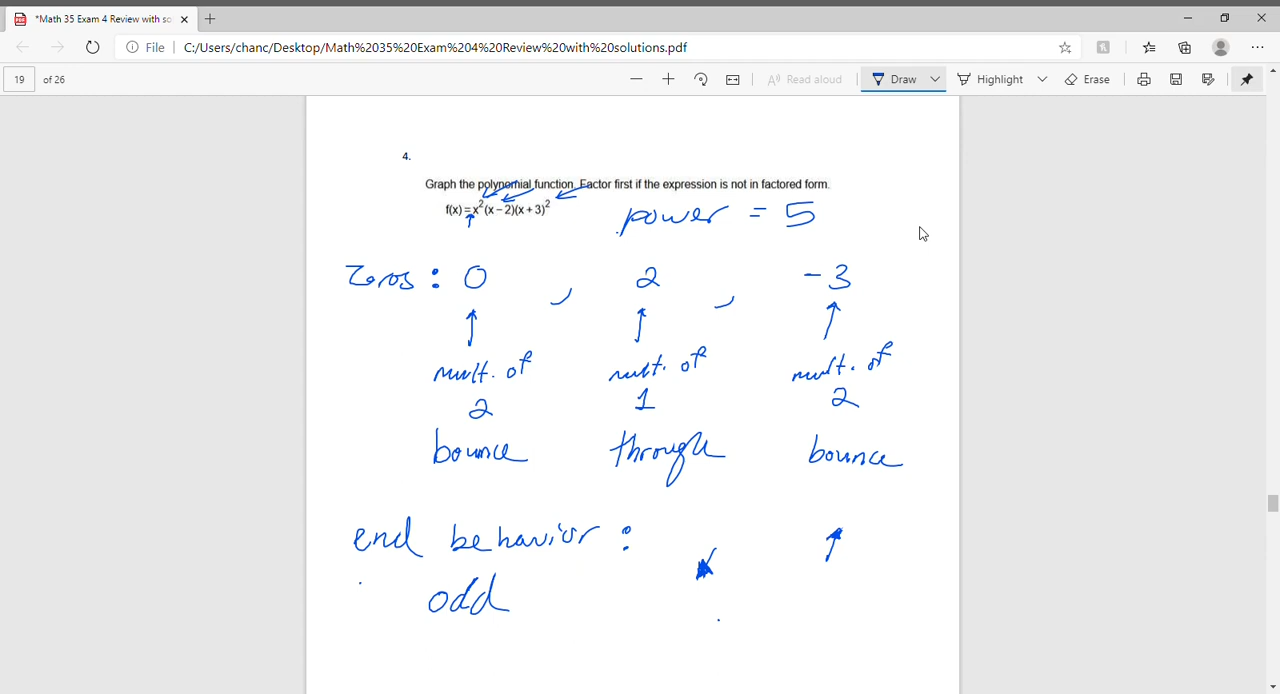 *Math 35 Exam 4 Review with so
File C:/Users/chanc/Desktop/Math%2035%20Exam%204%20Review%20with%20solutions.pdf
19 of 26 Read aloud Draw Highlight Erase
4.
Graph the polynomial function. Factor first if the expression is not in factored form.
f(x) = x²(x − 2)(x + 3)²
power = 5
Zeros : 0 , 2 , -3
mult. of mult. of mult. of
2 1 2
bounce through bounce
end behavior :
odd